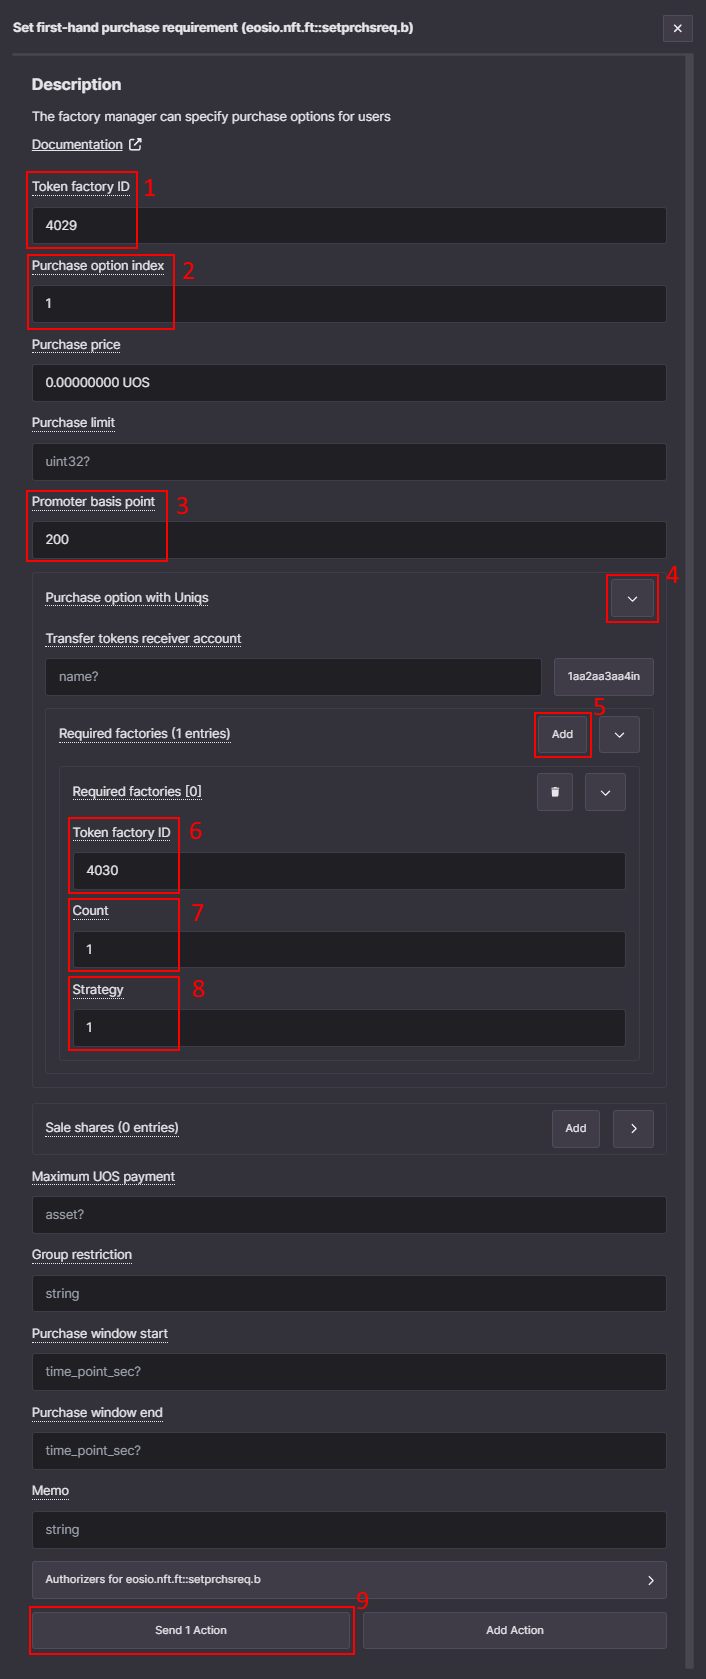 Set first-hand purchase requirement (eosio.nft.ft::setprchsreq.b)
Description
The factory manager can specify purchase options for users
Documentation
Token factory ID 1
4029
Purchase option index 2
1
Purchase price
0.00000000 UOS
Purchase limit
uint32?
Promoter basis point 3
200
Purchase option with Uniqs 4
Transfer tokens receiver account
name? 1aa2aa3aa4in
Required factories (1 entries) Add 5
Required factories [0]
Token factory ID 6
4030
Count 7
1
Strategy 8
1
Sale shares (0 entries) Add
Maximum UOS payment
asset?
Group restriction
string
Purchase window start
time_point_sec?
Purchase window end
time_point_sec?
Memo
string
Authorizers for eosio.nft.ft::setprchsreq.b
Send 1 Action 9 Add Action